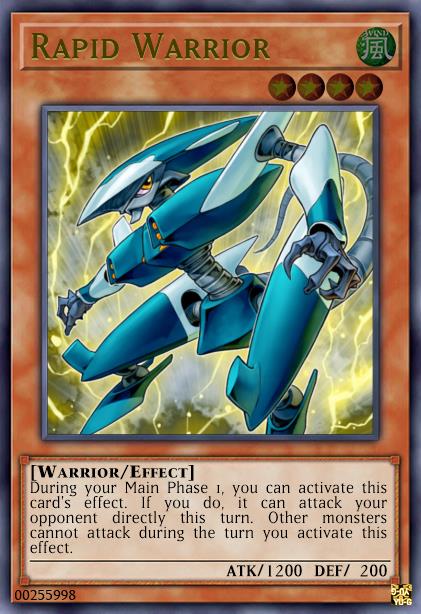 Rapid Warrior
WIND
風
[Warrior/Effect]
During your Main Phase 1, you can activate this
card's effect. If you do, it can attack your
opponent directly this turn. Other monsters
cannot attack during the turn you activate this
effect.
ATK/1200 DEF/ 200
00255998